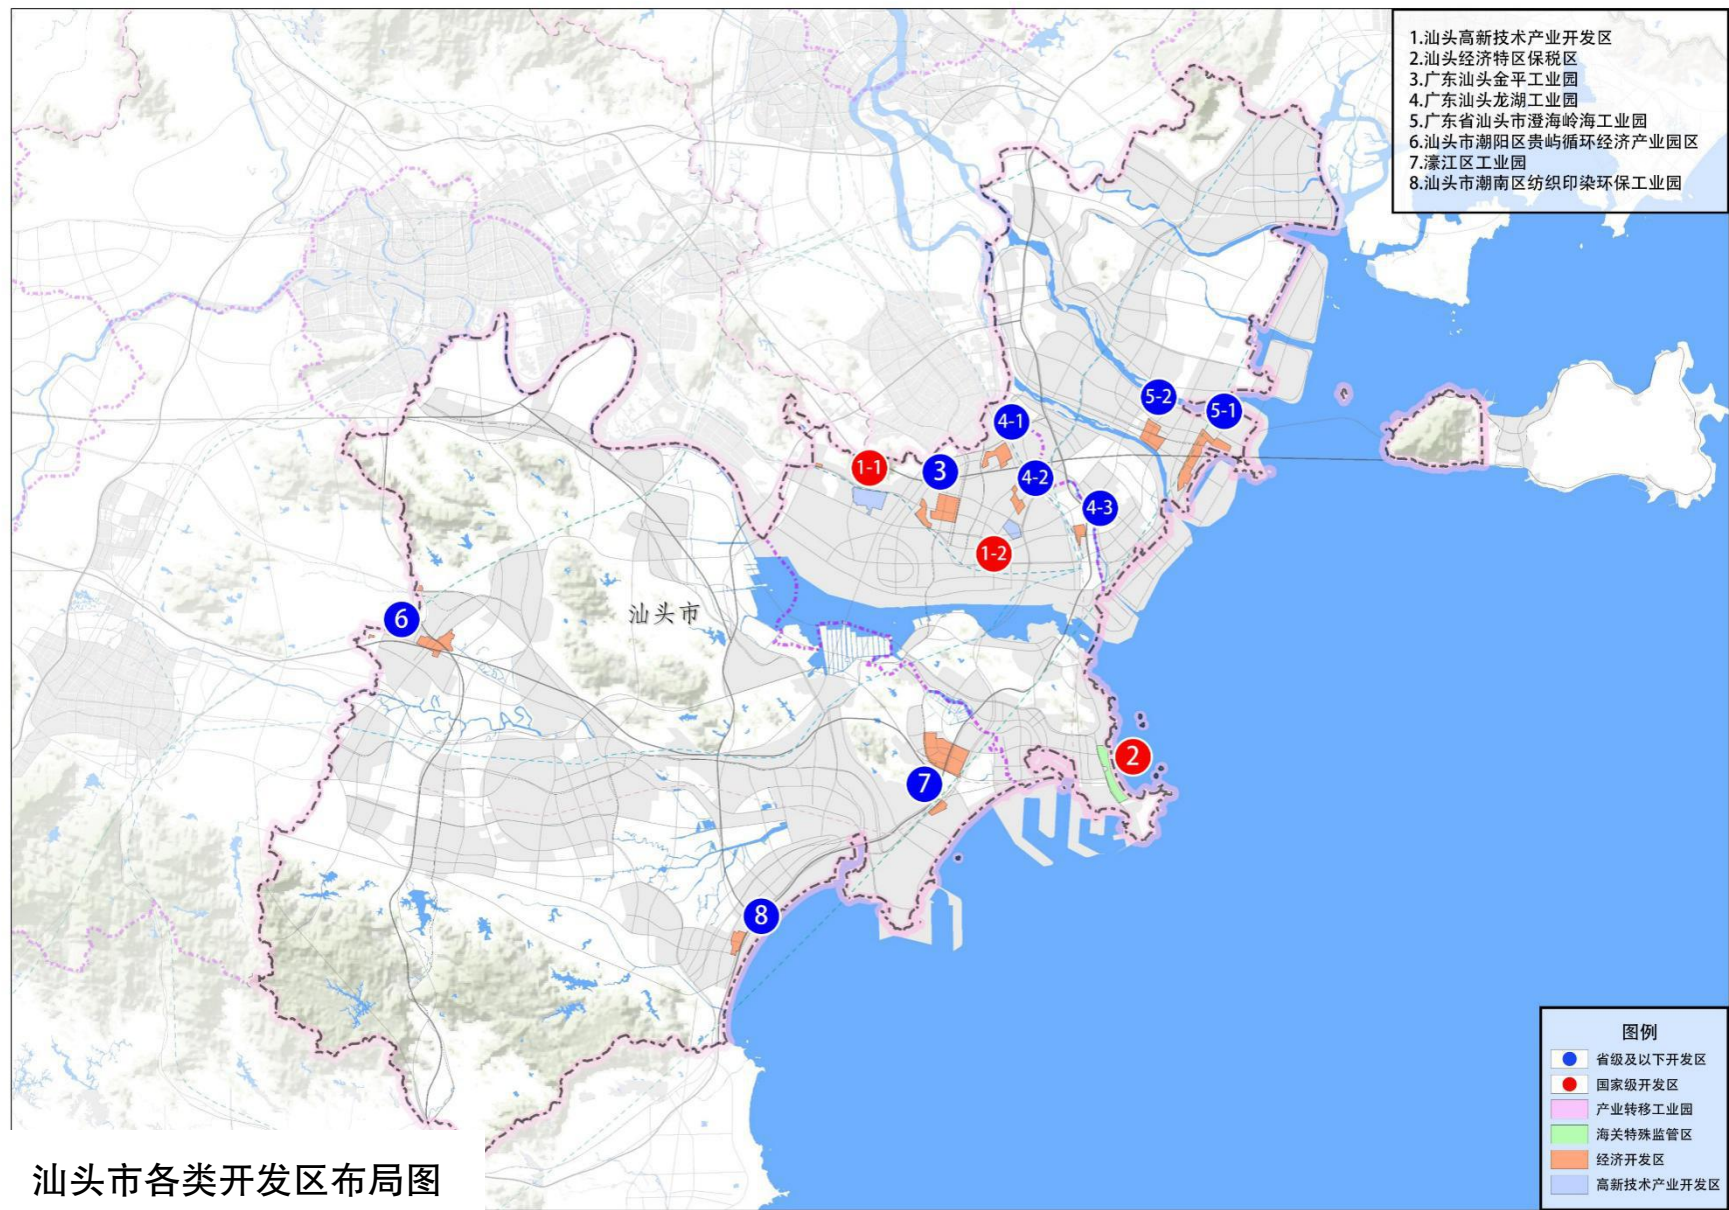 1.汕头高新技术产业开发区
2.汕头经济特区保税区
3.广东汕头金平工业园
4.广东汕头龙湖工业园
5.广东省汕头市澄海岭海工业园
6.汕头市潮阳区贵屿循环经济产业园区
7.濠江区工业园
8.汕头市潮南区纺织印染环保工业园
5-2
5-1
4-1
1-1
3
4-2
4-3
1-2
6
汕头市
2
7
8
图例
省级及以下开发区
国家级开发区
产业转移工业园
海关特殊监管区
经济开发区
高新技术产业开发区
汕头市各类开发区布局图